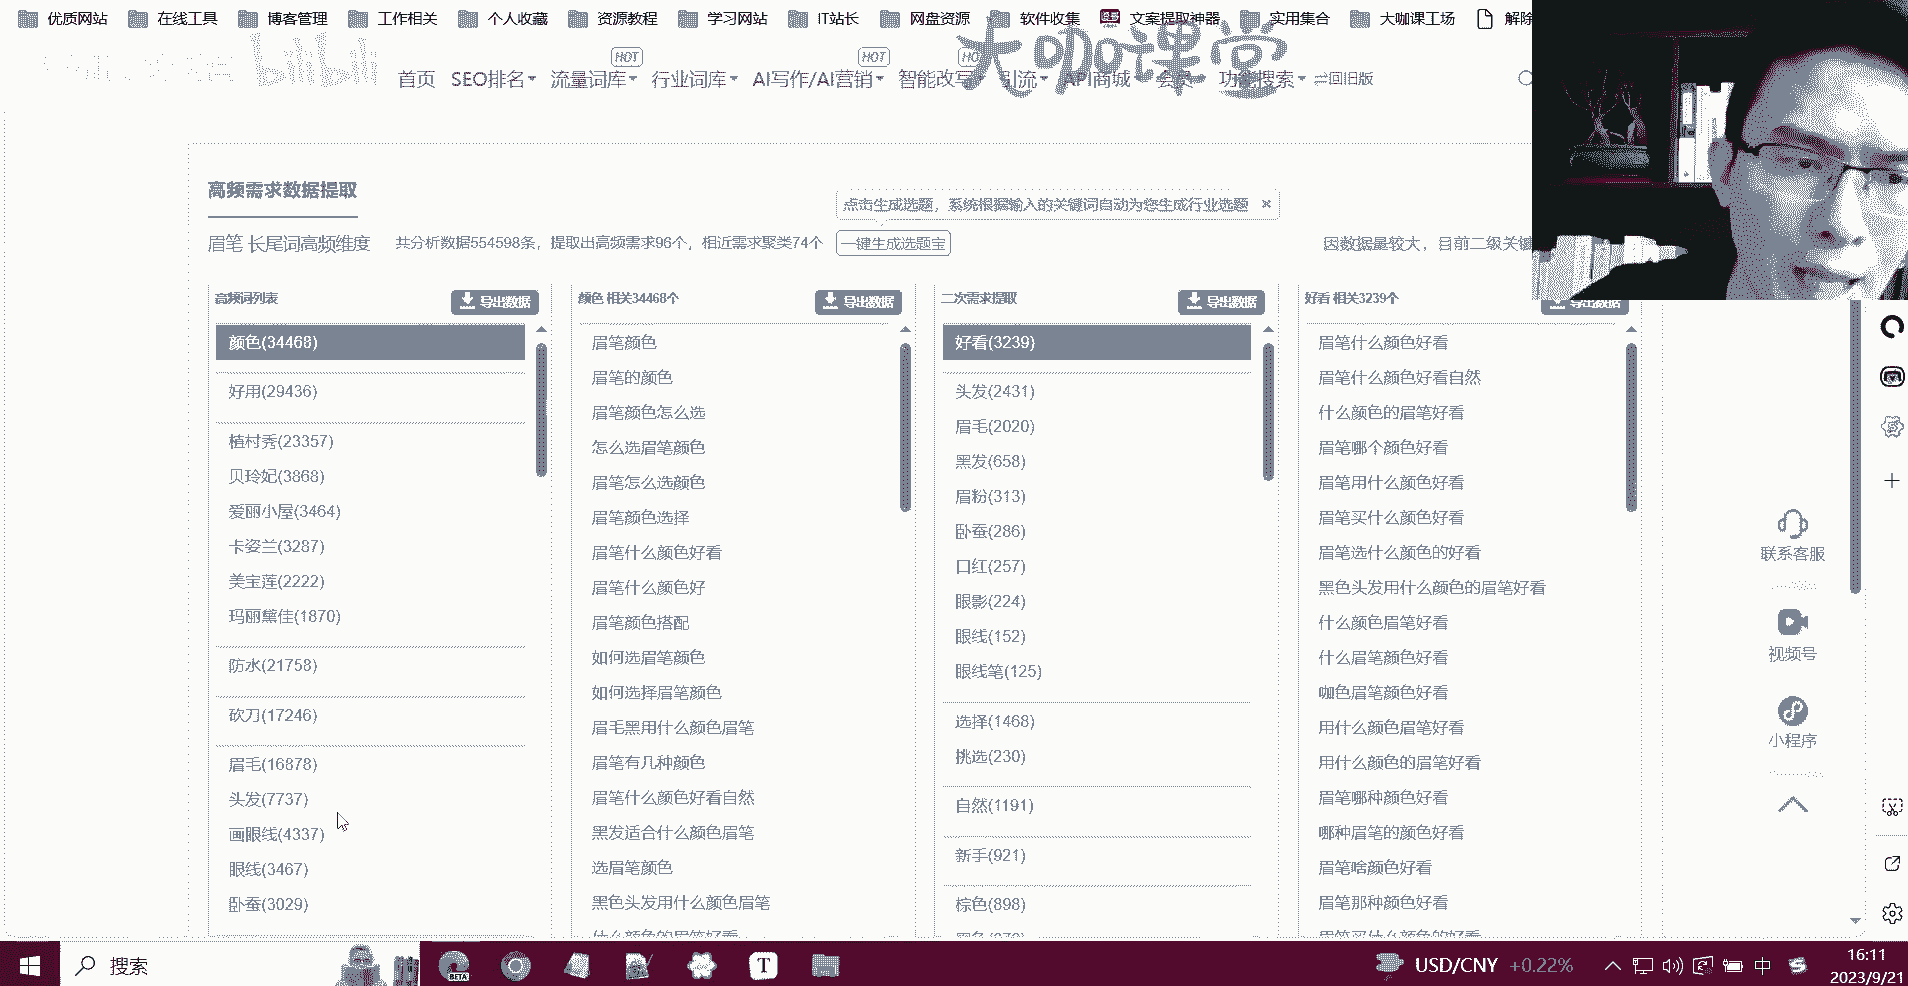 优质网站 在线工具 博客管理 工作相关 个人收藏 资源教程 学习网站 IT站长 网盘资源 软件收集 文案提取神器 实用集合 大咖课工场 解除
bilibili
大咖课堂
HOT HOT HO
首页 SEO排名 流量词库 行业词库 AI写作/AI营销 智能改写 引流 API商城 会员 功能搜索 回旧版
高频需求数据提取
点击生成选题，系统根据输入的关键词自动为您生成行业选题 ×
眉笔 长尾词高频维度 共分析数据554598条，提取出高频需求96个，相近需求聚类74个 一键生成选题宝 因数据量较大，目前二级关键
高频词列表 导出数据
颜色(34468)
好用(29436)
植村秀(23357)
贝玲妃(3868)
爱丽小屋(3464)
卡姿兰(3287)
美宝莲(2222)
玛丽黛佳(1870)
防水(21758)
砍刀(17246)
眉毛(16878)
头发(7737)
画眼线(4337)
眼线(3467)
卧蚕(3029)
颜色 相关34468个 导出数据
眉笔颜色
眉笔的颜色
眉笔颜色怎么选
怎么选眉笔颜色
眉笔怎么选颜色
眉笔颜色选择
眉笔什么颜色好看
眉笔什么颜色好
眉笔颜色搭配
如何选眉笔颜色
如何选择眉笔颜色
眉毛黑用什么颜色眉笔
眉笔有几种颜色
眉笔什么颜色好看自然
黑发适合什么颜色眉笔
选眉笔颜色
黑色头发用什么颜色眉笔
什么颜色的眉笔好看
二次需求提取 导出数据
好看(3239)
头发(2431)
眉毛(2020)
黑发(658)
眉粉(313)
卧蚕(286)
口红(257)
眼影(224)
眼线(152)
眼线笔(125)
选择(1468)
挑选(230)
自然(1191)
新手(921)
棕色(898)
好看 相关3239个 导出数据
眉笔什么颜色好看
眉笔什么颜色好看自然
什么颜色的眉笔好看
眉笔哪个颜色好看
眉笔用什么颜色好看
眉笔买什么颜色好看
眉笔选什么颜色的好看
黑色头发用什么颜色的眉笔好看
什么颜色眉笔好看
什么眉笔颜色好看
咖色眉笔颜色好看
用什么颜色眉笔好看
用什么颜色的眉笔好看
眉笔哪种颜色好看
哪种眉笔的颜色好看
眉笔啥颜色好看
眉笔那种颜色好看
眉笔买什么颜色的好看
联系客服
视频号
小程序
搜索 BETA T USD/CNY +0.22% 中 16:11
2023/9/21